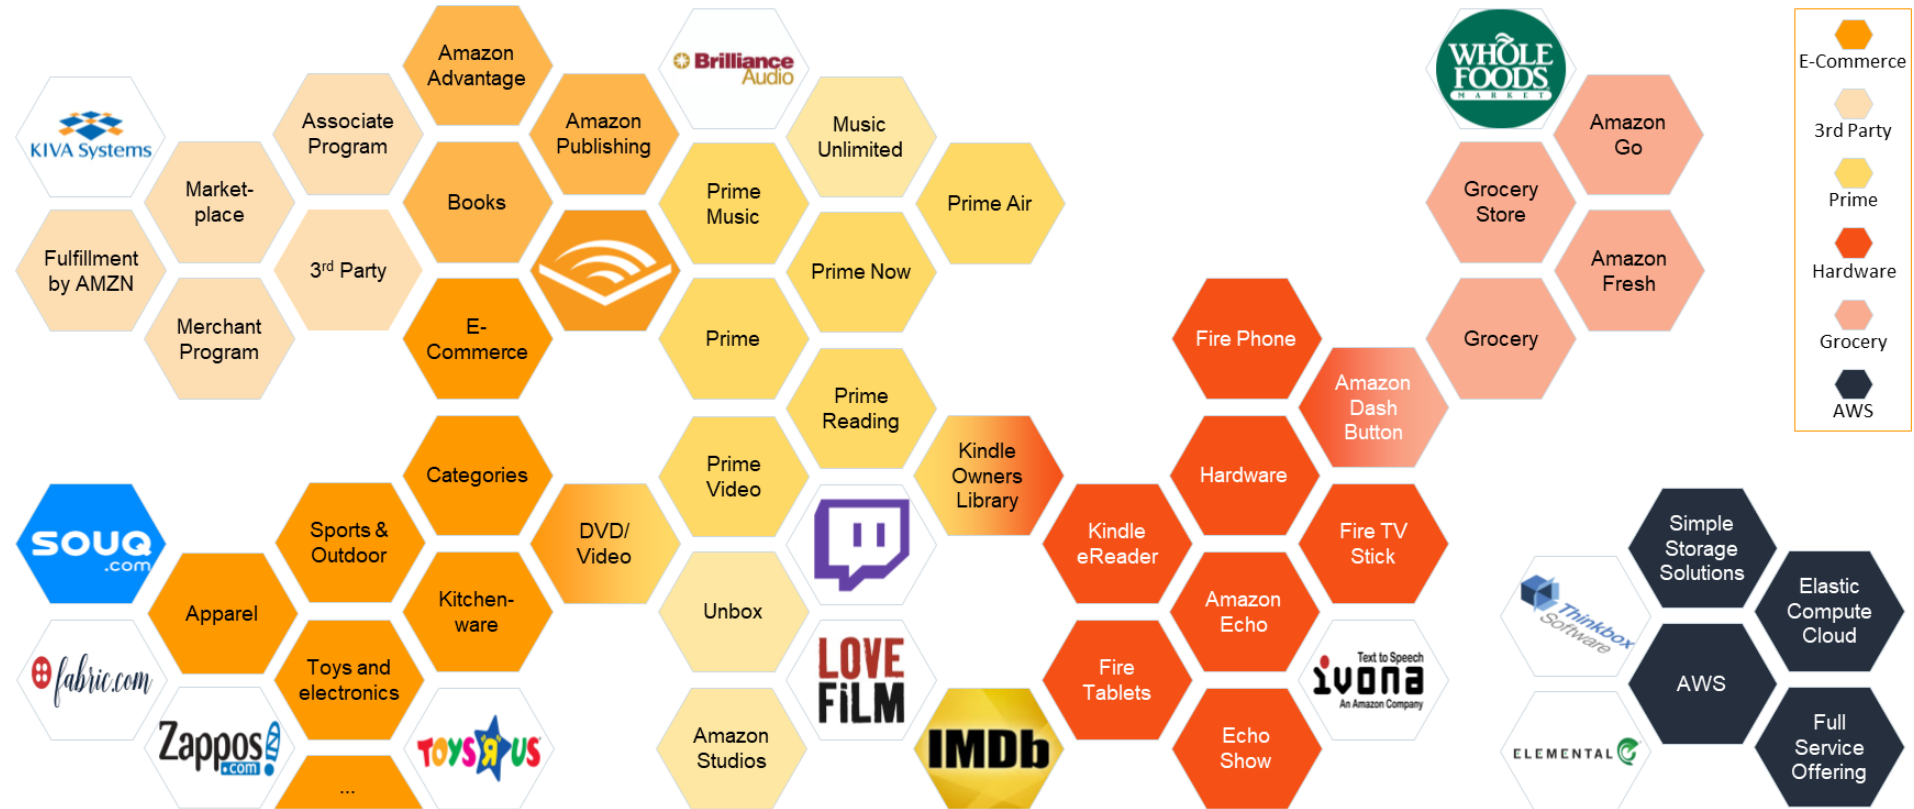 Amazon
Advantage
Brilliance
Audio
WHOLE
FOODS
MARKET
E-Commerce
KIVA Systems
Associate
Program
Amazon
Publishing
Music
Unlimited
Amazon
Go
3rd Party
Market-
place
Books
Prime
Music
Prime Air
Grocery
Store
Prime
Fulfillment
by AMZN
3rd Party
Prime Now
Amazon
Fresh
Hardware
Merchant
Program
E-
Commerce
Prime
Fire Phone
Grocery
Grocery
Prime
Reading
Amazon
Dash
Button
AWS
Categories
Prime
Video
Kindle
Owners
Library
Hardware
SOUQ
.com
Sports &
Outdoor
DVD/
Video
Kindle
eReader
Fire TV
Stick
Simple
Storage
Solutions
Apparel
Kitchen-
ware
Unbox
Amazon
Echo
Thinkbox
Software
Elastic
Compute
Cloud
fabric.com
Toys and
electronics
LOVE
FiLM
Fire
Tablets
Text to Speech
ivona
An Amazon Company
AWS
Zappos
.com
TOYS R US
Amazon
Studios
IMDb
Echo
Show
ELEMENTAL
Full
Service
Offering
...